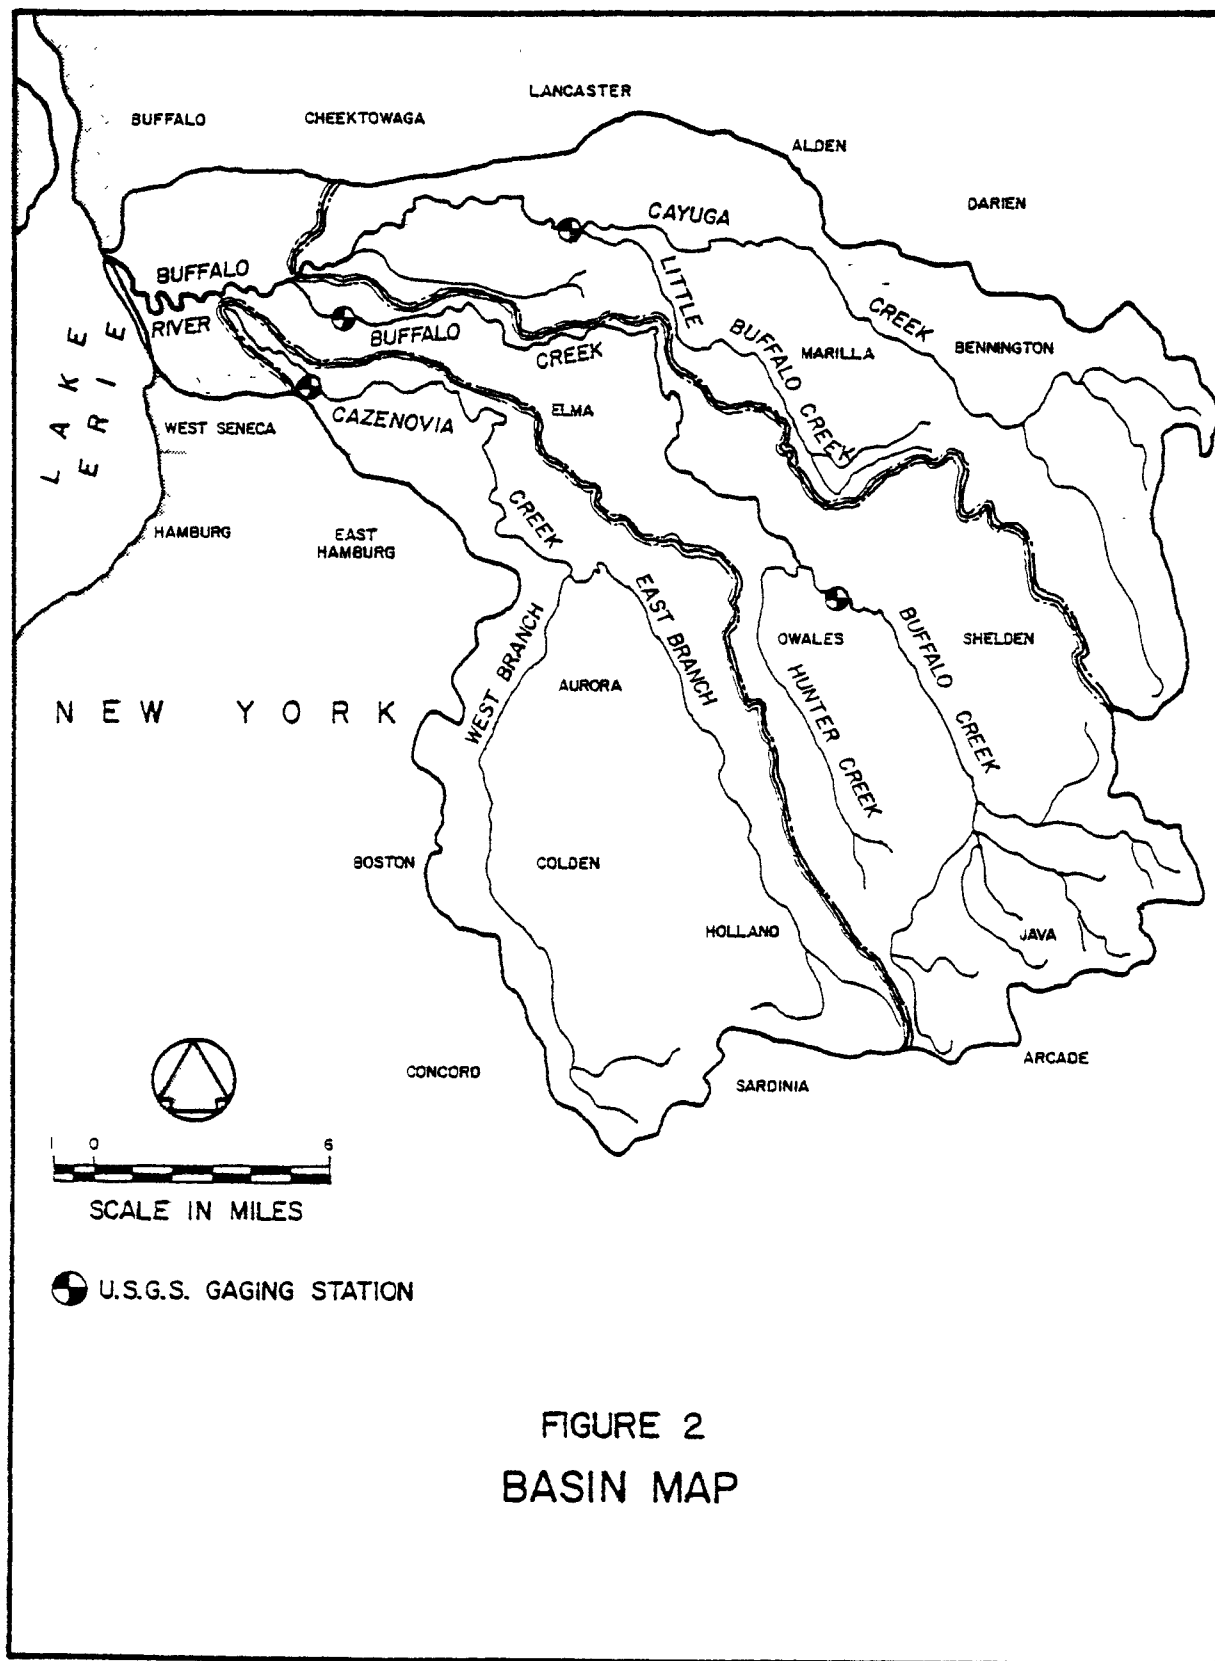 LANCASTER
BUFFALO
CHEEKTOWAGA
ALDEN
DARIEN
CAYUGA
CREEK
BUFFALO
RIVER
LITTLE
BUFFALO CREEK
BUFFALO
CREEK
MARILLA
BENNINGTON
LAKE
ERIE
ELMA
WEST SENECA
CAZENOVIA
CREEK
HAMBURG
EAST
HAMBURG
WEST BRANCH
EAST BRANCH
OWALES
HUNTER CREEK
BUFFALO
CREEK
SHELDEN
AURORA
NEW YORK
BOSTON
COLDEN
HOLLAND
JAVA
CONCORD
SARDINIA
ARCADE
1 0 6
SCALE IN MILES
U.S.G.S. GAGING STATION
FIGURE 2
BASIN MAP